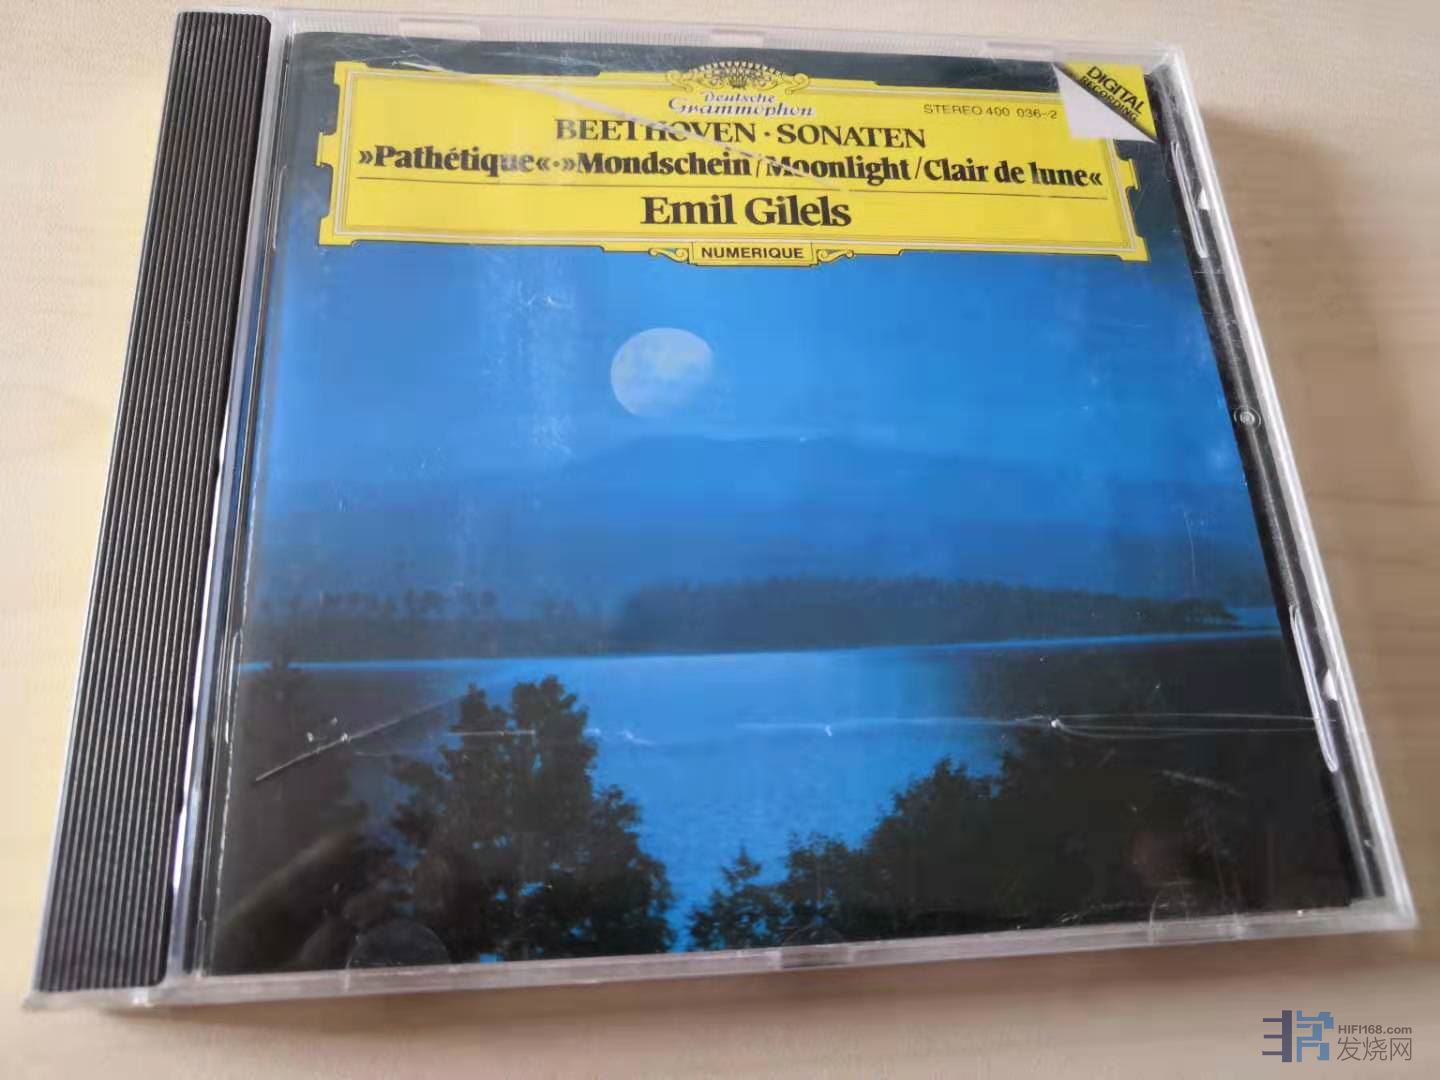 DIGITAL
RECORDING
Deutsche
Grammophon
STEREO 400 036-2
BEETHOVEN · SONATEN
»Pathétique«·»Mondschein/Moonlight/Clair de lune«
Emil Gilels
NUMERIQUE
HIFI168.com
发烧网